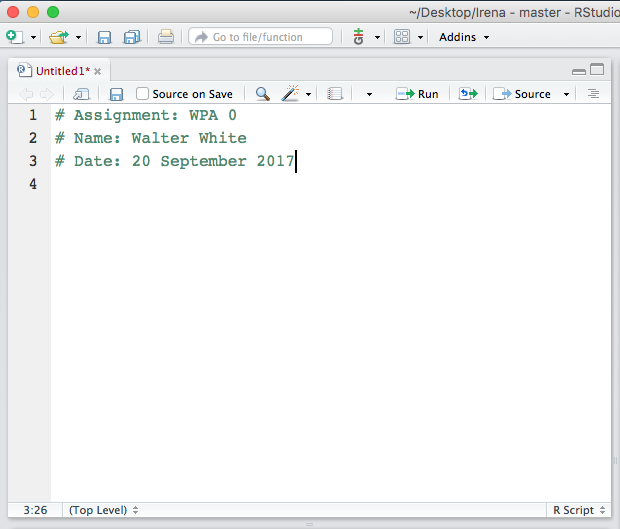 ~/Desktop/Irena - master - RStudio
Go to file/function
Addins
Untitled1*
Source on Save
Run
Source
1 # Assignment: WPA 0
2 # Name: Walter White
3 # Date: 20 September 2017
4
3:26 (Top Level) R Script